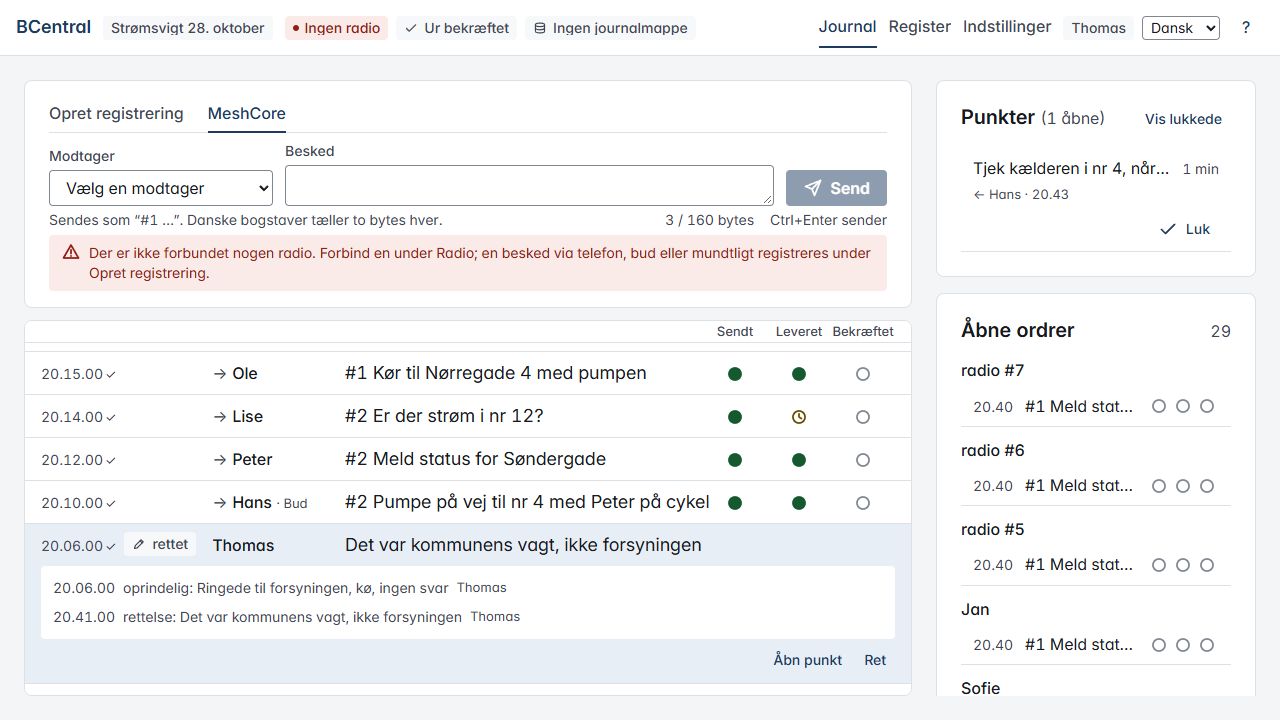 BCentral Strømsvigt 28. oktober Ingen radio Ur bekræftet Ingen journalmappe Journal Register Indstillinger Thomas Dansk ?
Opret registrering MeshCore
Modtager Besked
Vælg en modtager Send
Sendes som “#1 …”. Danske bogstaver tæller to bytes hver. 3 / 160 bytes Ctrl+Enter sender
Der er ikke forbundet nogen radio. Forbind en under Radio; en besked via telefon, bud eller mundtligt registreres under
Opret registrering.
Sendt Leveret Bekræftet
20.15.00 → Ole #1 Kør til Nørregade 4 med pumpen
20.14.00 → Lise #2 Er der strøm i nr 12?
20.12.00 → Peter #2 Meld status for Søndergade
20.10.00 → Hans · Bud #2 Pumpe på vej til nr 4 med Peter på cykel
20.06.00 rettet Thomas Det var kommunens vagt, ikke forsyningen
20.06.00 oprindelig: Ringede til forsyningen, kø, ingen svar Thomas
20.41.00 rettelse: Det var kommunens vagt, ikke forsyningen Thomas
Åbn punkt Ret
Punkter (1 åbne) Vis lukkede
Tjek kælderen i nr 4, når… 1 min
← Hans · 20.43
Luk
Åbne ordrer 29
radio #7
20.40 #1 Meld stat…
radio #6
20.40 #1 Meld stat…
radio #5
20.40 #1 Meld stat…
Jan
20.40 #1 Meld stat…
Sofie